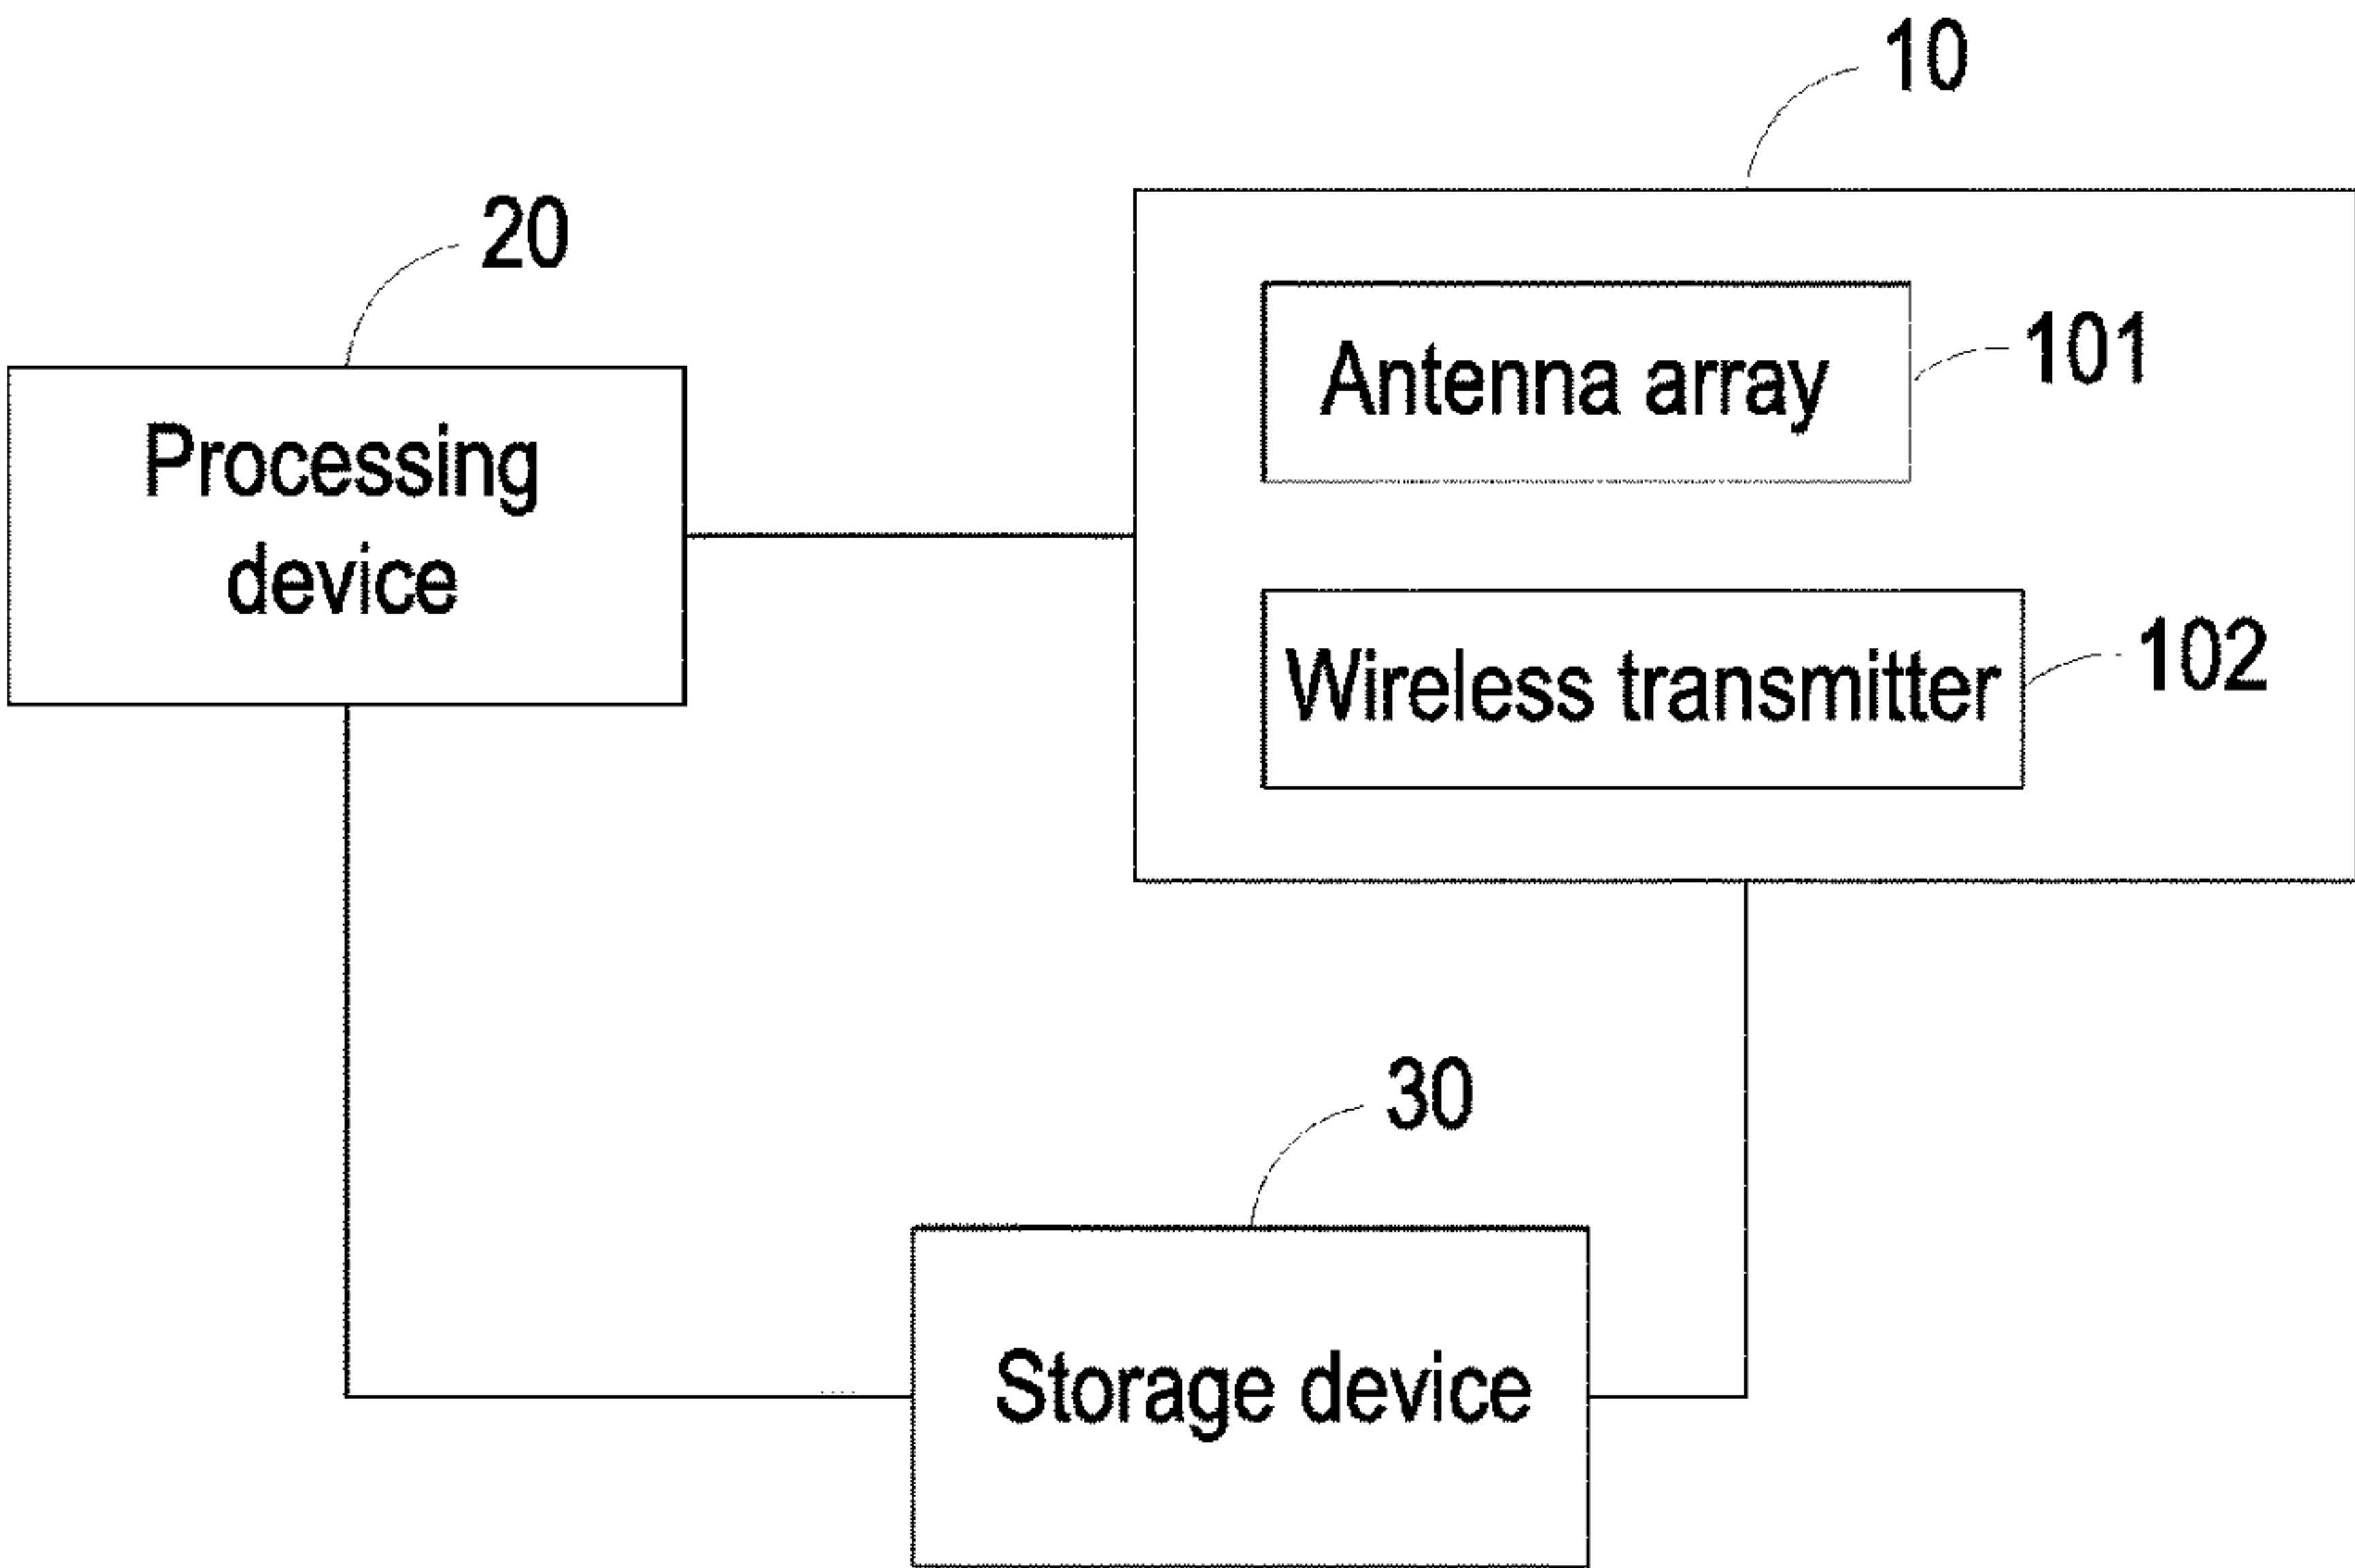 10
20
Antenna array
101
Processing
device
Wireless transmitter
102
30
Storage device